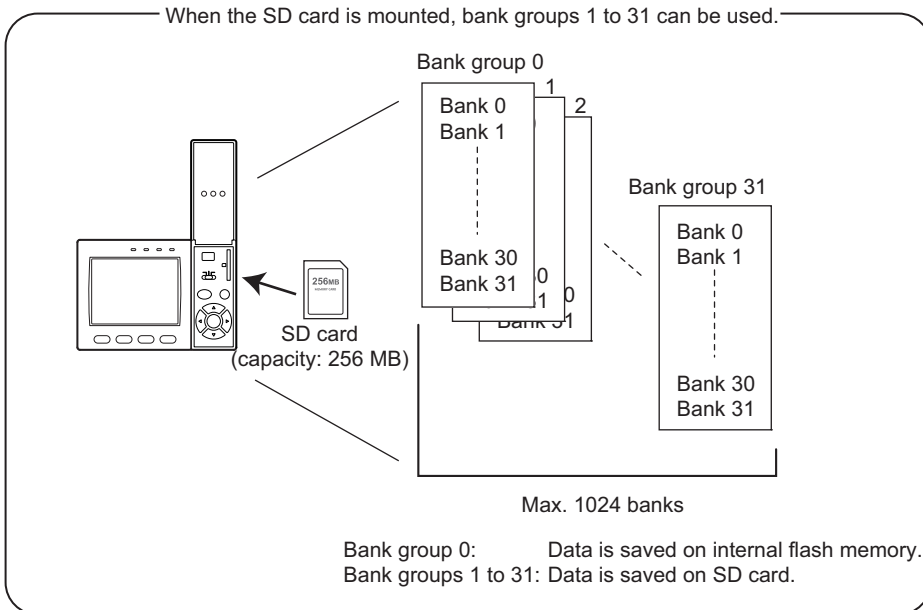 When the SD card is mounted, bank groups 1 to 31 can be used.
Bank group 0
1
2
Bank 0
Bank 1
Bank 30
Bank 31
Bank group 31
Bank 0
Bank 1
Bank 30
Bank 31
256MB
SD card
(capacity: 256 MB)
Max. 1024 banks
Bank group 0: Data is saved on internal flash memory.
Bank groups 1 to 31: Data is saved on SD card.